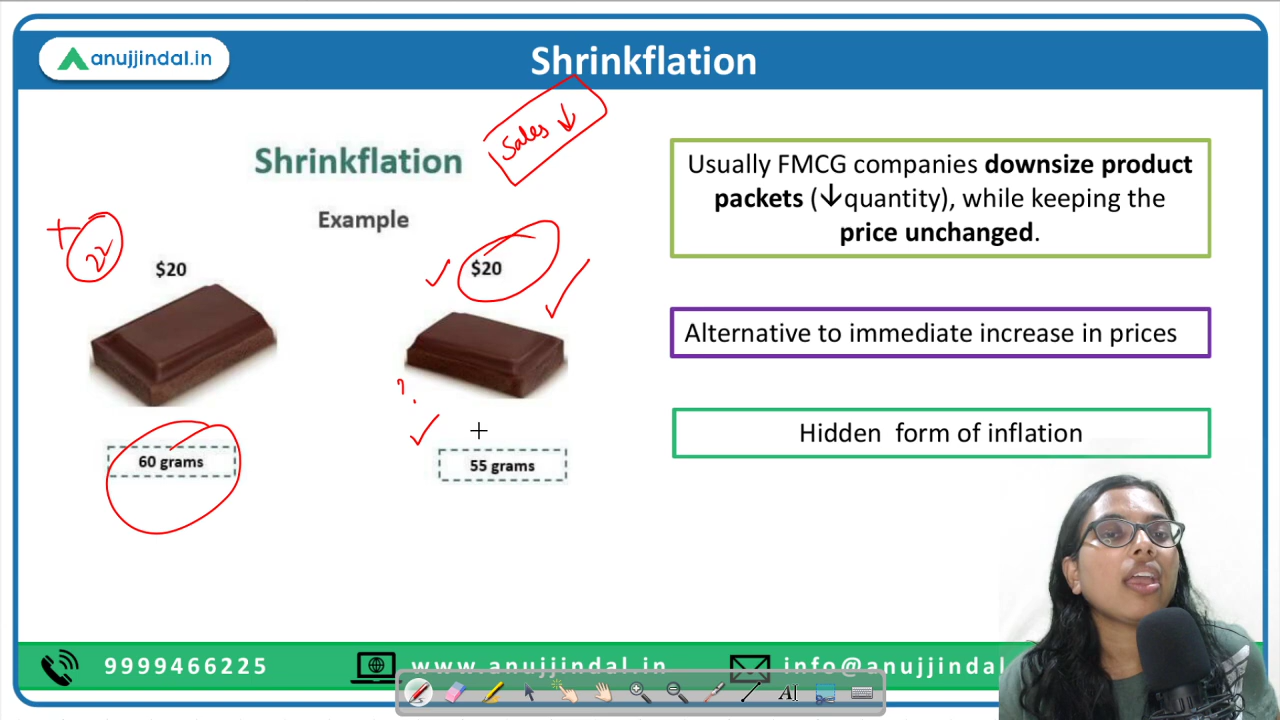 anujjindal.in
Shrinkflation
Sales ↓
Shrinkflation
Example
22
$20
$20
?
60 grams
55 grams
Usually FMCG companies downsize product
packets (↓quantity), while keeping the
price unchanged.
Alternative to immediate increase in prices
Hidden form of inflation
9999466225
www.anujjindal.in
info@anujjindal
AI